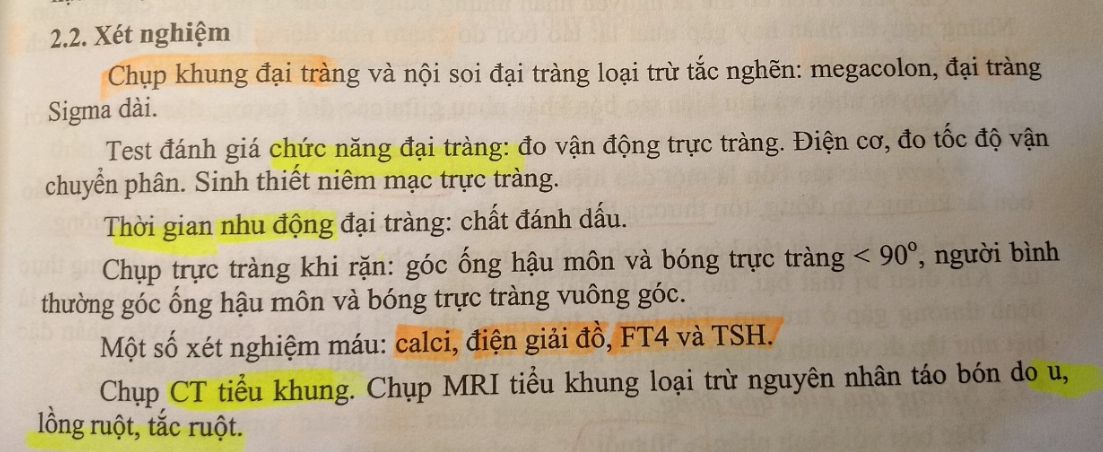 2.2. Xét nghiệm
Chụp khung đại tràng và nội soi đại tràng loại trừ tắc nghẽn: megacolon, đại tràng
Sigma dài.
Test đánh giá chức năng đại tràng: đo vận động trực tràng. Điện cơ, đo tốc độ vận
chuyển phân. Sinh thiết niêm mạc trực tràng.
Thời gian nhu động đại tràng: chất đánh dấu.
Chụp trực tràng khi rặn: góc ống hậu môn và bóng trực tràng < 90º, người bình
thường góc ống hậu môn và bóng trực tràng vuông góc.
Một số xét nghiệm máu: calci, điện giải đồ, FT4 và TSH.
Chụp CT tiểu khung. Chụp MRI tiểu khung loại trừ nguyên nhân táo bón do u,
lồng ruột, tắc ruột.